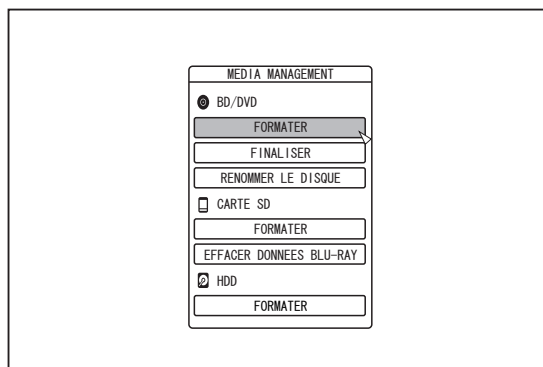 MEDIA MANAGEMENT
BD/DVD
FORMATER
FINALISER
RENOMMER LE DISQUE
CARTE SD
FORMATER
EFFACER DONNEES BLU-RAY
HDD
FORMATER